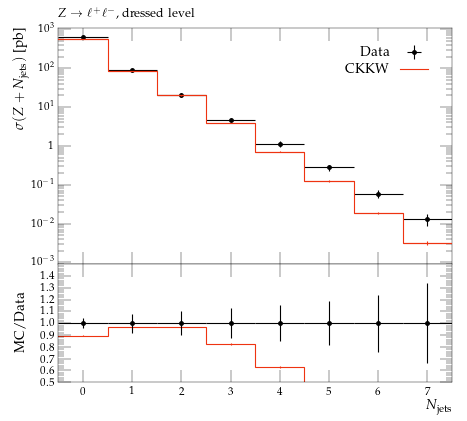 Z → ℓ⁺ℓ⁻, dressed level
σ(Z + N_jets) [pb]
10³
10²
10¹
1
10⁻¹
10⁻²
10⁻³
Data
CKKW
MC/Data
1.4
1.3
1.2
1.1
1.0
0.9
0.8
0.7
0.6
0.5
0 1 2 3 4 5 6 7
N_jets